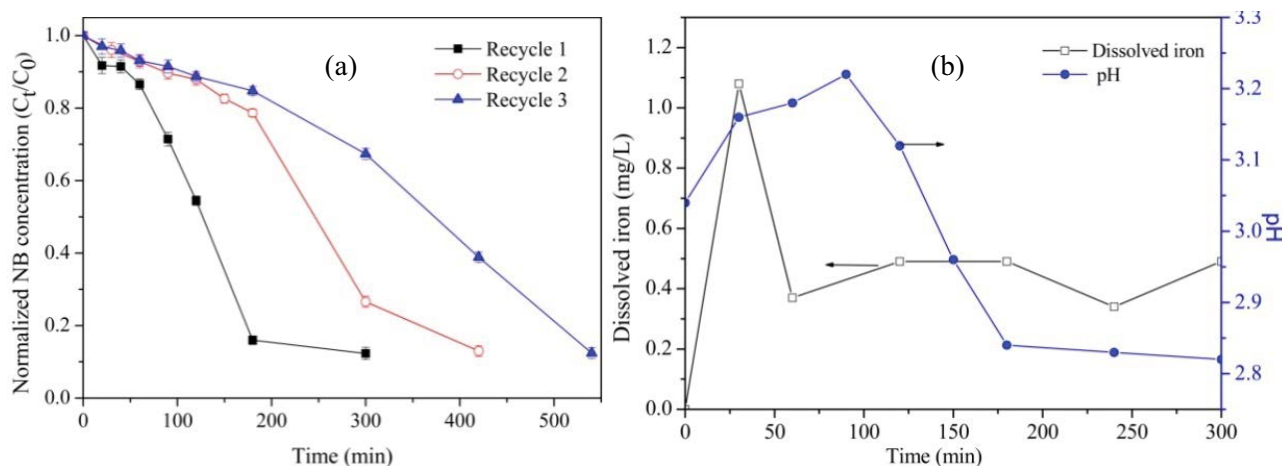 (a)
Recycle 1
Recycle 2
Recycle 3
Normalized NB concentration (Ct/C0)
1.0
0.8
0.6
0.4
0.2
0.0
0 100 200 300 400 500
Time (min)
(b)
Dissolved iron
pH
Dissolved iron (mg/L)
1.2
1.0
0.8
0.6
0.4
0.2
0.0
3.3
3.2
3.1
3.0
2.9
2.8
pH
0 50 100 150 200 250 300
Time (min)